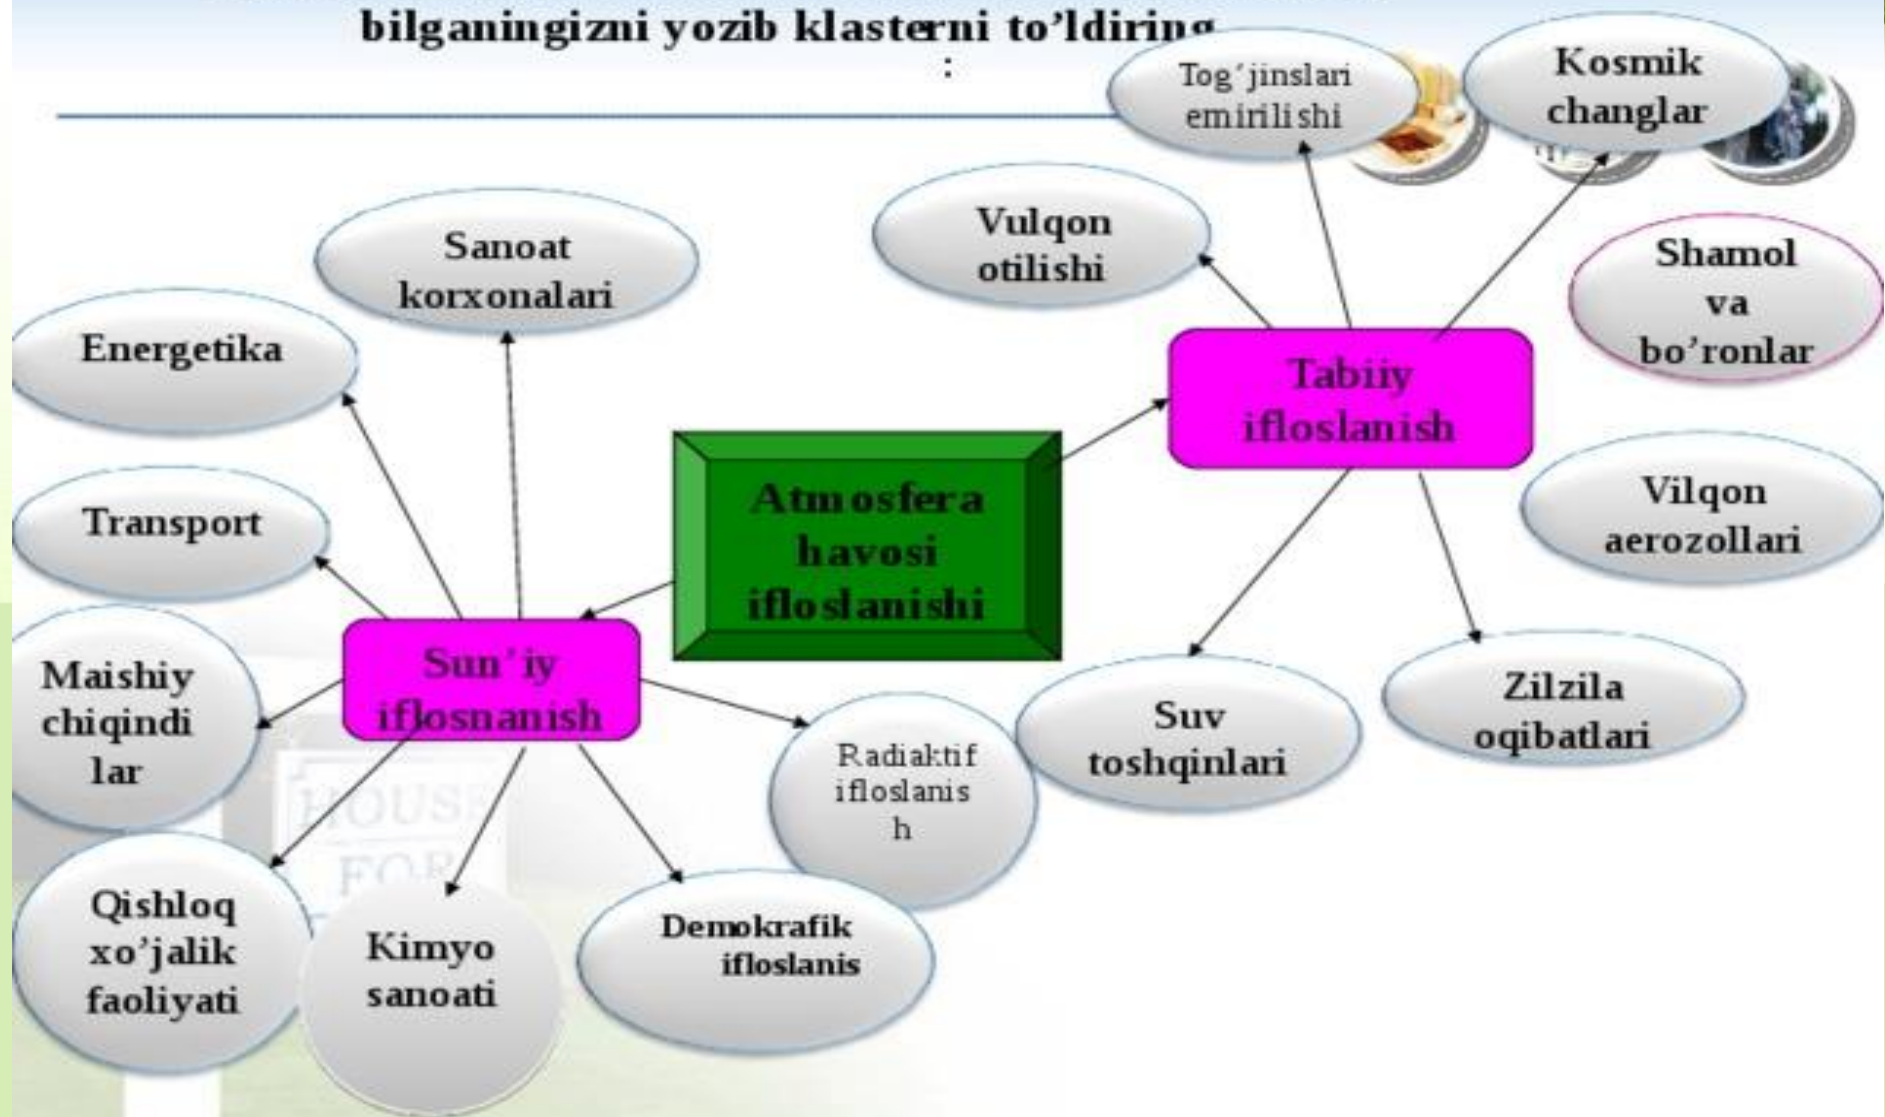 bilganingizni yozib klasterni to’ldiring
:
Tog’jinslari
emirilishi
Kosmik
changlar
Vulqon
otilishi
Shamol
va
bo’ronlar
Sanoat
korxonalari
Energetika
Tabiiy
ifloslanish
Atmosfera
havosi
ifloslanishi
Vilqon
aerozollari
Transport
Sun’iy
iflosnanish
Maishiy
chiqindi
lar
Radiaktif
ifloslanis
h
Suv
toshqinlari
Zilzila
oqibatlari
Qishloq
xo’jalik
faoliyati
Kimyo
sanoati
Demokrafik
ifloslanis
HOUSE
FOR